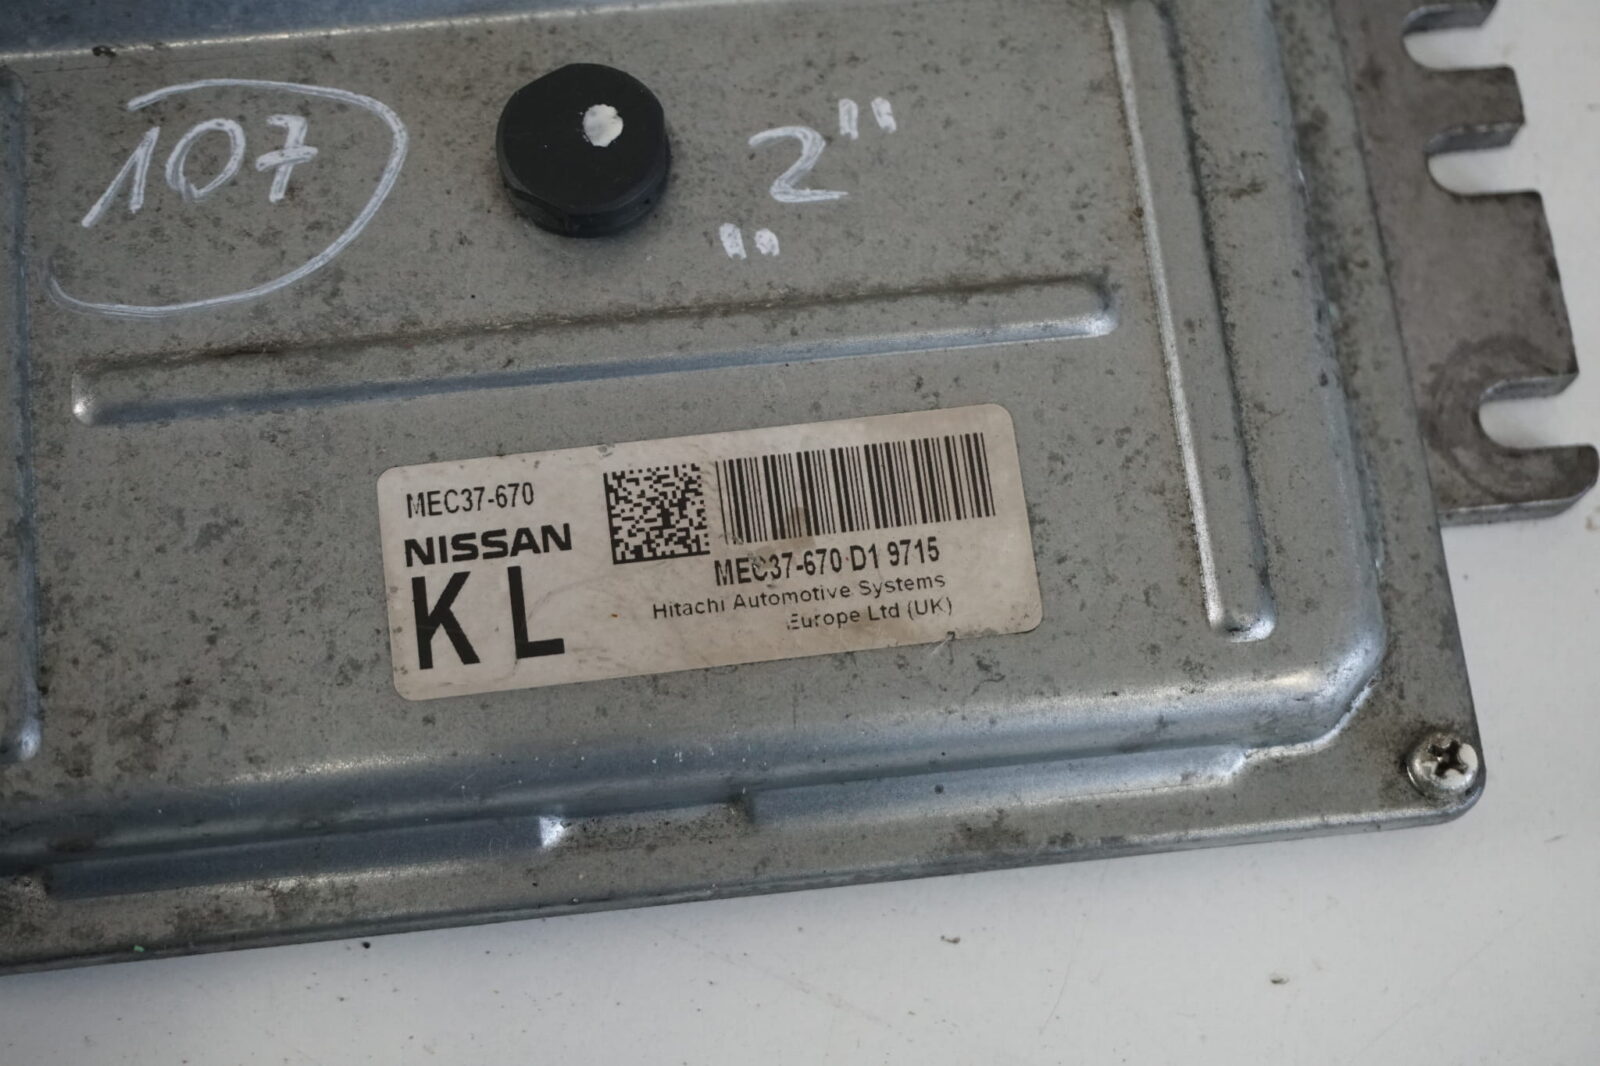 107
"2"
MEC37-670
NISSAN
KL
MEC37-670 D1 9715
Hitachi Automotive Systems
Europe Ltd (UK)